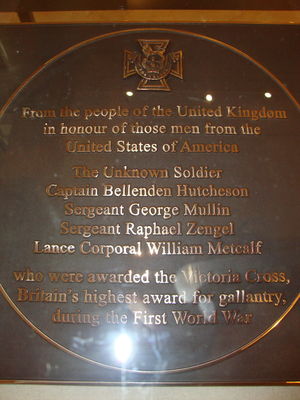 From the people of the United Kingdom
in honour of those men from the
United States of America
The Unknown Soldier
Captain Bellenden Hutcheson
Sergeant George Mullin
Sergeant Raphael Zengel
Lance Corporal William Metcalf
who were awarded the Victoria Cross,
Britain's highest award for gallantry,
during the First World War